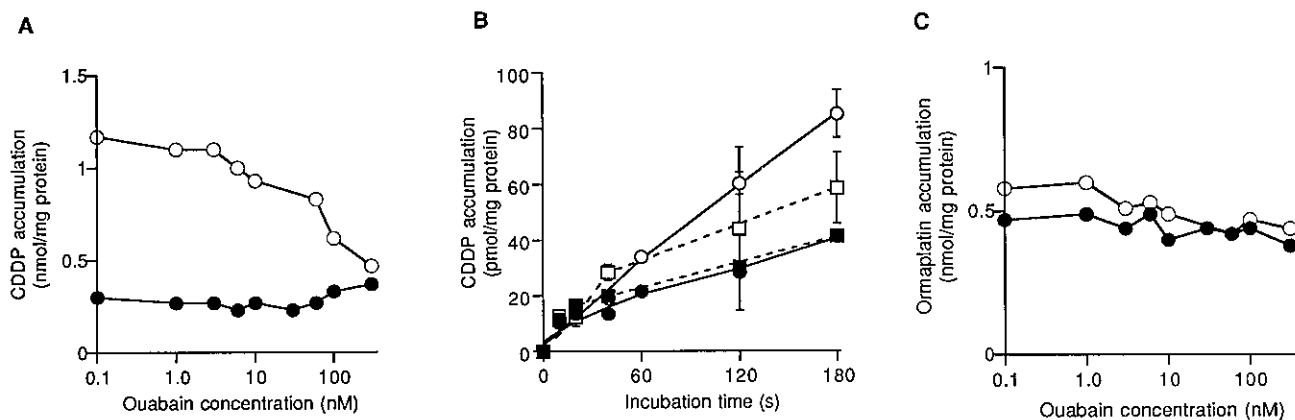 A
CDDP accumulation
(nmol/mg protein)
1.5
1
0.5
0
0.1
1.0
10
100
Ouabain concentration (nM)
B
CDDP accumulation
(pmol/mg protein)
100
80
60
40
20
0
0
60
120
180
Incubation time (s)
C
Ormaplatin accumulation
(nmol/mg protein)
1
0.5
0
0.1
1.0
10
100
Ouabain concentration (nM)